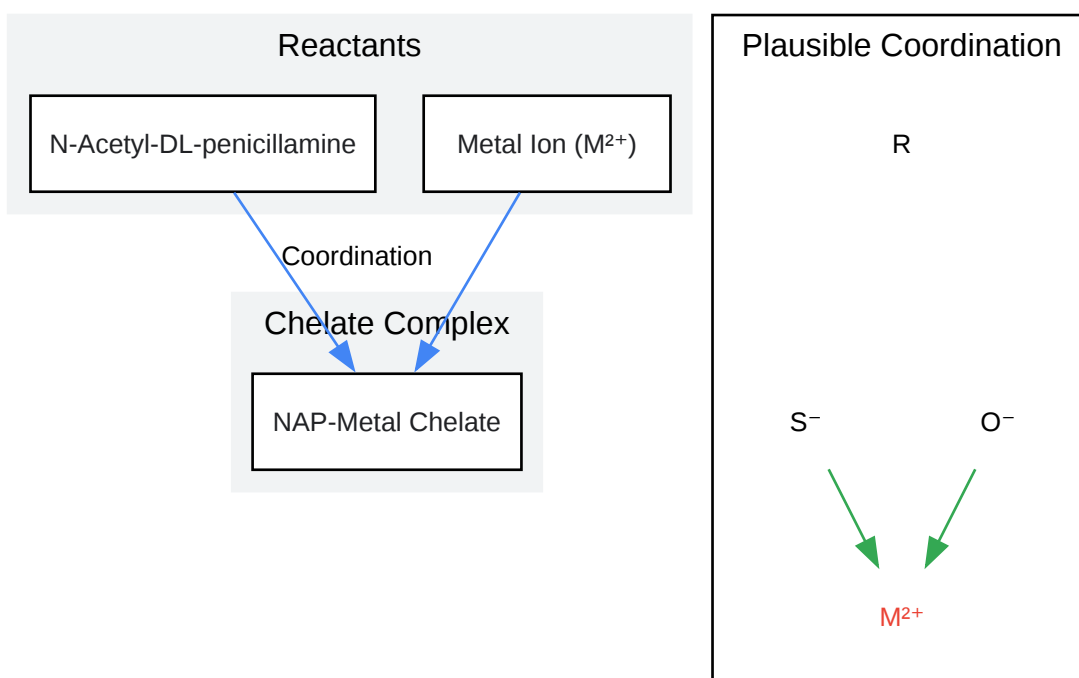 Reactants
N-Acetyl-DL-penicillamine
Metal Ion (M²⁺)
Coordination
Chelate Complex
NAP-Metal Chelate
Plausible Coordination
R
S⁻
O⁻
M²⁺